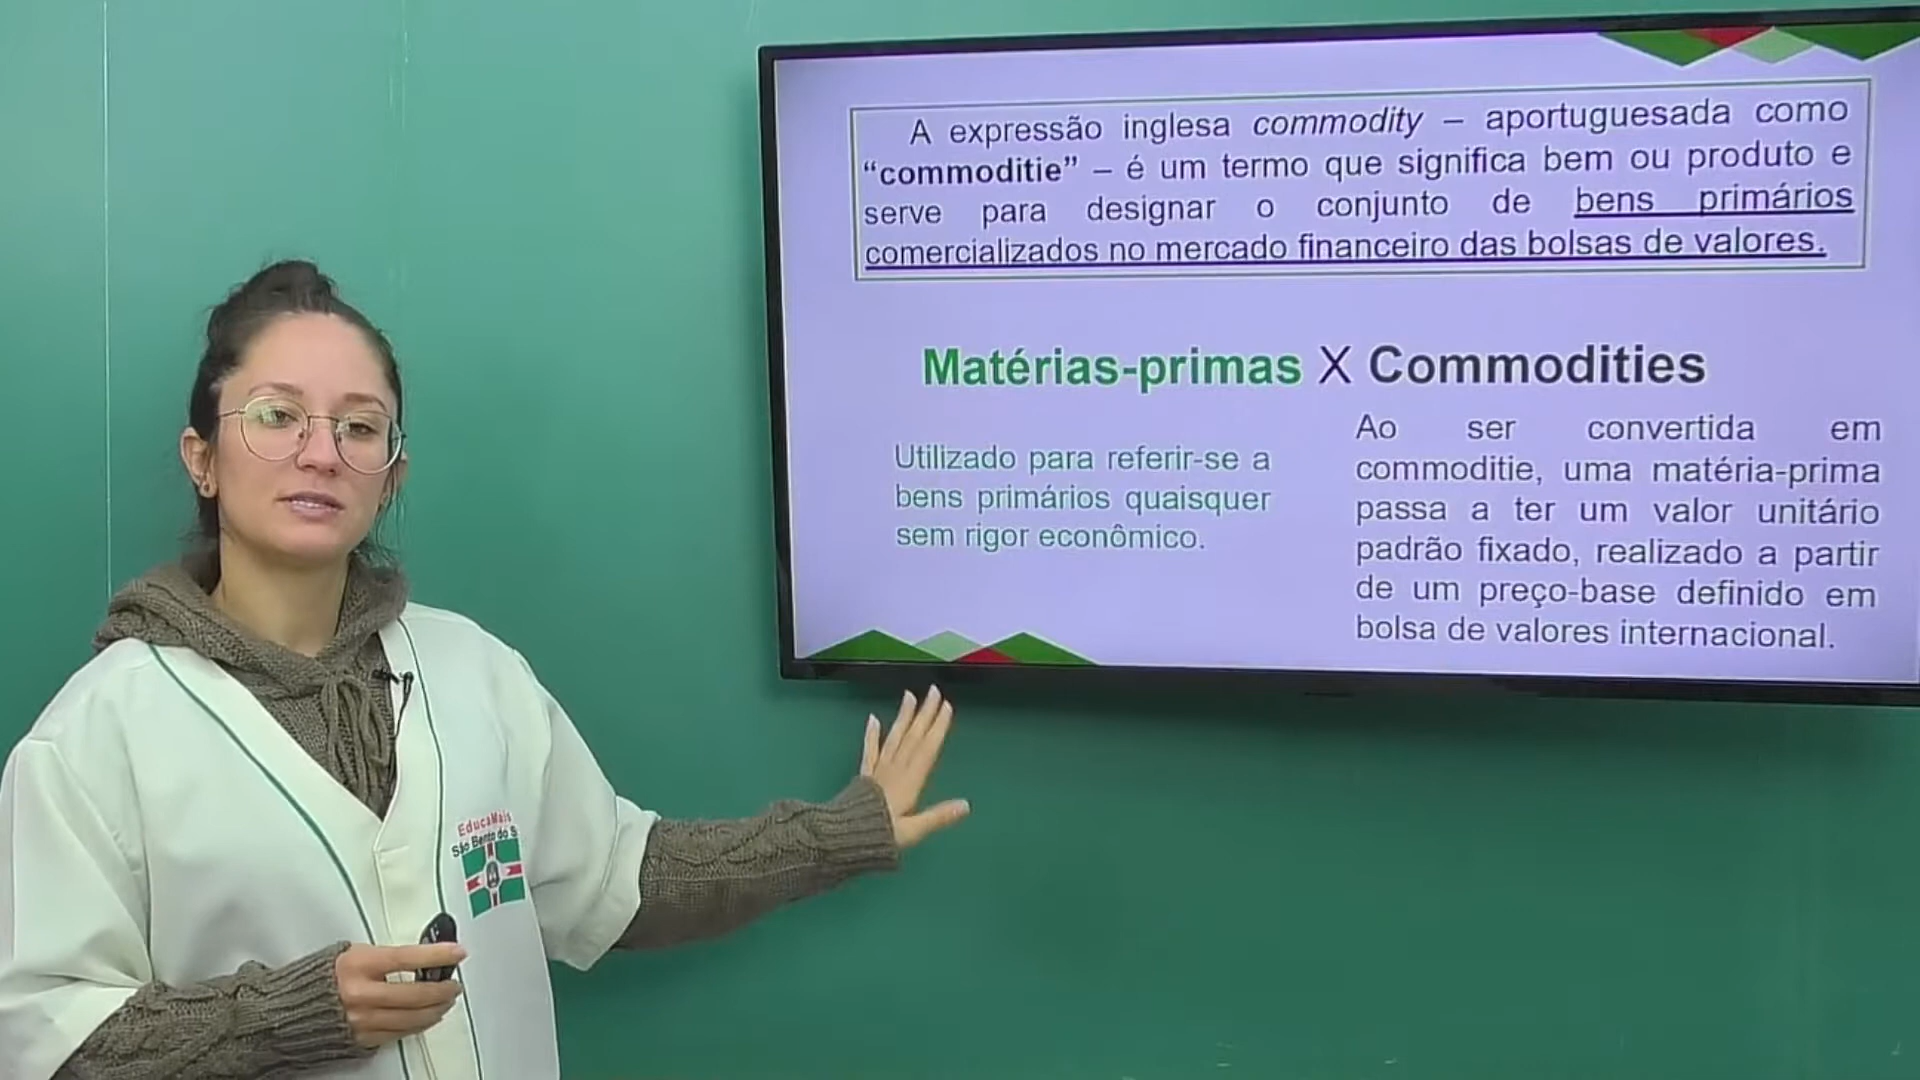 A expressão inglesa commodity – aportuguesada como
“commoditie” – é um termo que significa bem ou produto e
serve para designar o conjunto de bens primários
comercializados no mercado financeiro das bolsas de valores.
Matérias-primas X Commodities
Utilizado para referir-se a
bens primários quaisquer
sem rigor econômico.
Ao ser convertida em
commoditie, uma matéria-prima
passa a ter um valor unitário
padrão fixado, realizado a partir
de um preço-base definido em
bolsa de valores internacional.
EducaMais
São Bento do S